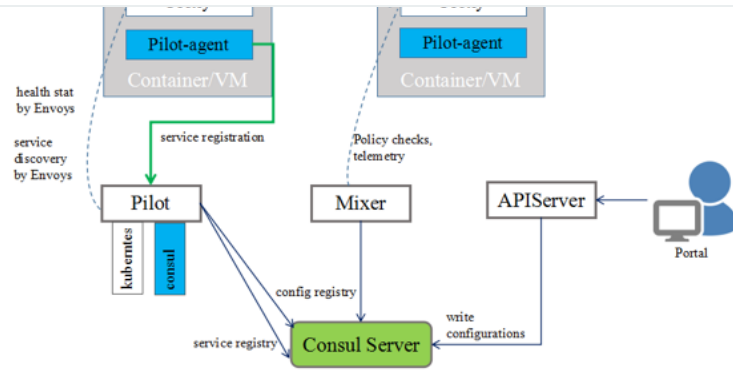 Pilot-agent
Pilot-agent
Container/VM
Container/VM
health stat
by Envoys
service
discovery
by Envoys
service registration
Policy checks,
telemetry
Pilot
Mixer
APIServer
kuberntes
consul
Portal
config registry
service registry
write
configurations
Consul Server